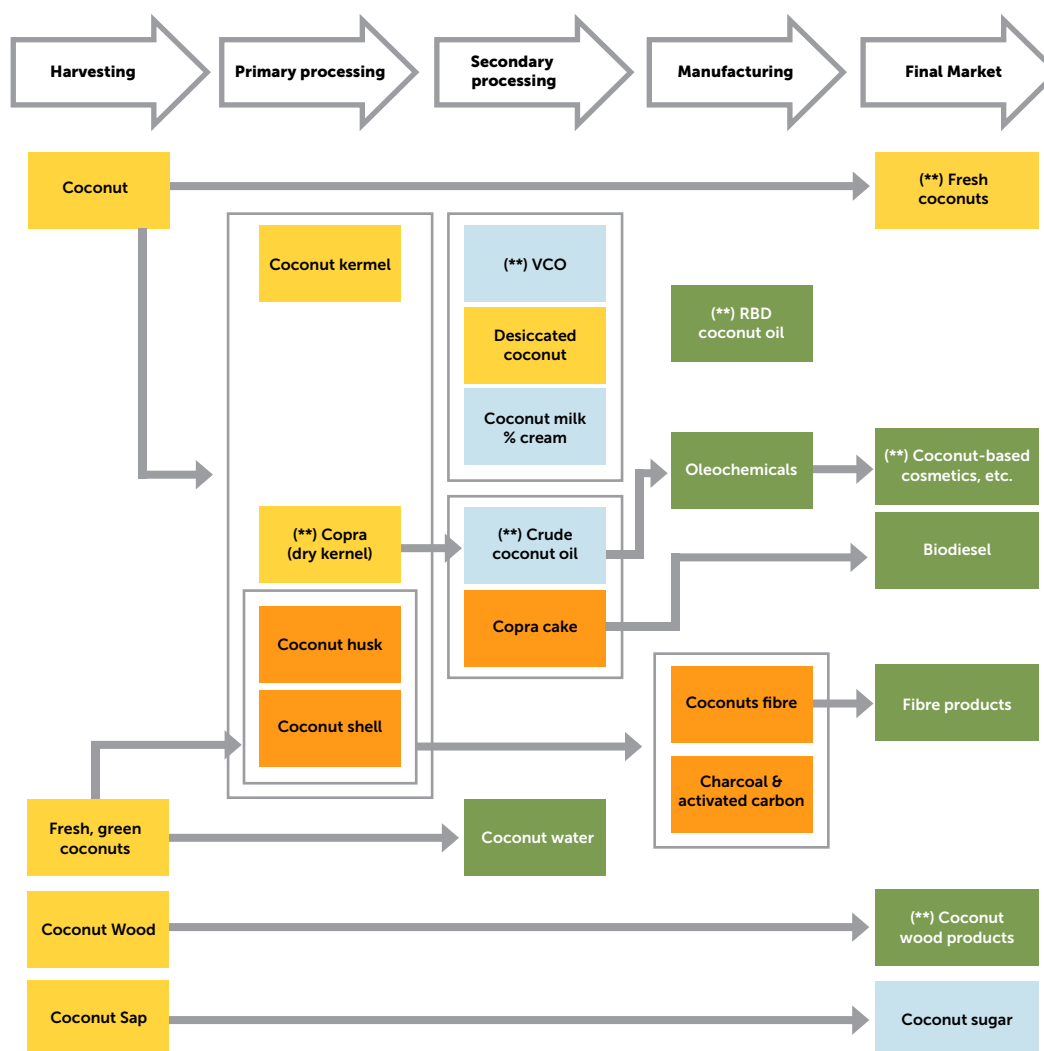 Harvesting
Primary processing
Secondary
processing
Manufacturing
Final Market
Coconut
(**) Fresh
coconuts
Coconut kermel
(**) VCO
(**) RBD
coconut oil
Desiccated
coconut
Coconut milk
% cream
Oleochemicals
(**) Coconut-based
cosmetics, etc.
(**) Copra
(dry kernel)
(**) Crude
coconut oil
Biodiesel
Coconut husk
Copra cake
Coconut shell
Coconuts fibre
Fibre products
Charcoal &
activated carbon
Fresh, green
coconuts
Coconut water
Coconut Wood
(**) Coconut
wood products
Coconut Sap
Coconut sugar